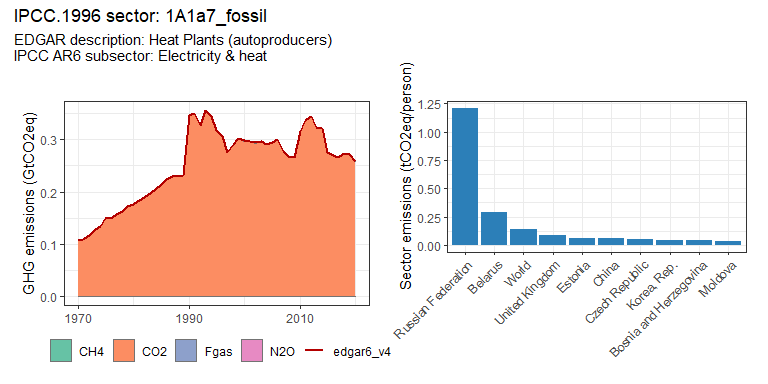 IPCC.1996 sector: 1A1a7_fossil
EDGAR description: Heat Plants (autoproducers)
IPCC AR6 subsector: Electricity & heat
GHG emissions (GtCO2eq)
0.3
0.2
0.1
0.0
1970
1990
2010
CH4
CO2
Fgas
N2O
edgar6_v4
Sector emissions (tCO2eq/person)
1.25
1.00
0.75
0.50
0.25
0.00
Russian Federation
Belarus
World
United Kingdom
Estonia
China
Czech Republic
Korea, Rep.
Bosnia and Herzegovina
Moldova